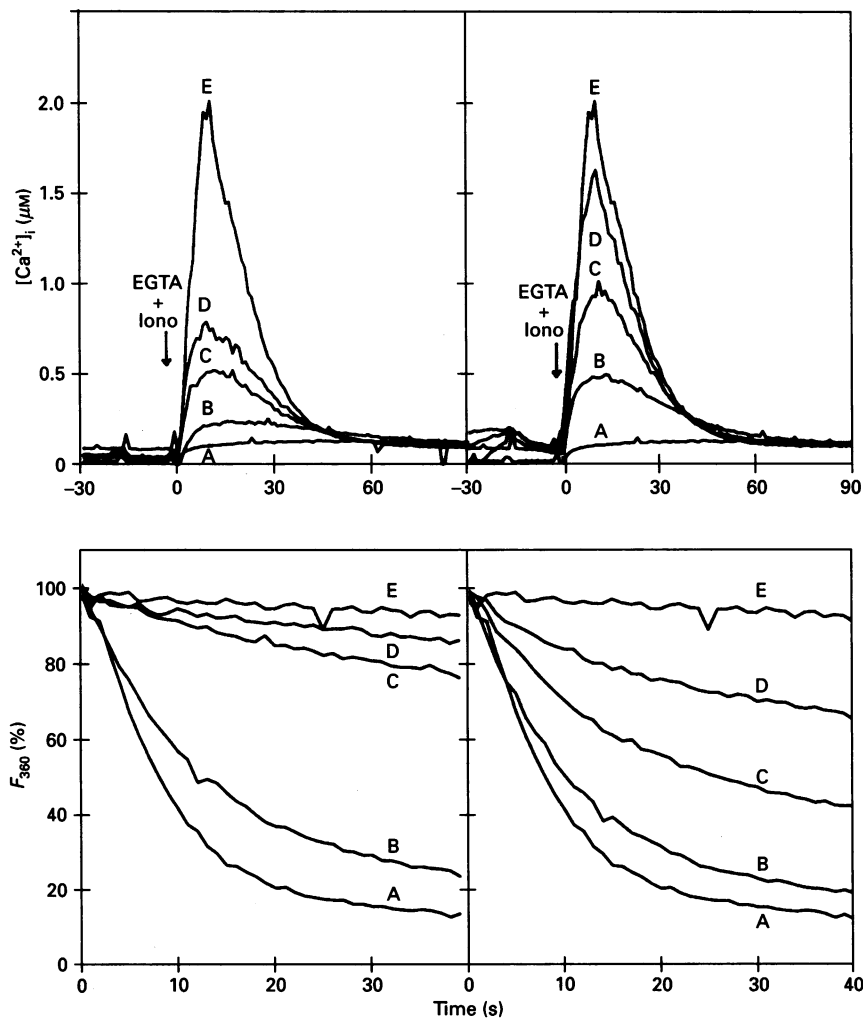 E
E
2.0
1.5
[Ca²⁺]ᵢ (μM)
D
C
1.0
EGTA
+
Iono
D
EGTA
+
Iono
C
0.5
B
B
A
0
A
−30
0
30
60
−30
0
30
60
90
100
E
E
80
D
D
C
60
F₃₆₀ (%)
C
40
B
B
20
A
A
0
0
10
20
30
0
10
20
30
40
Time (s)